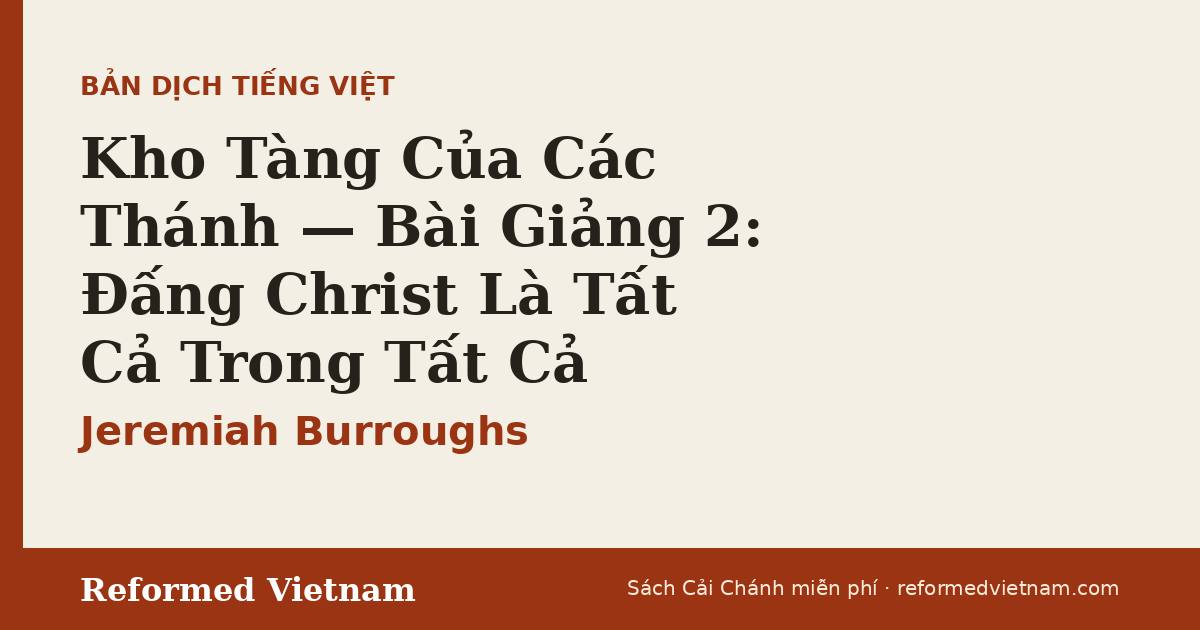 BẢN DỊCH TIẾNG VIỆT
Kho Tàng Của Các
Thánh — Bài Giảng 2:
Đấng Christ Là Tất
Cả Trong Tất Cả
Jeremiah Burroughs
Reformed Vietnam
Sách Cải Chánh miễn phí · reformedvietnam.com